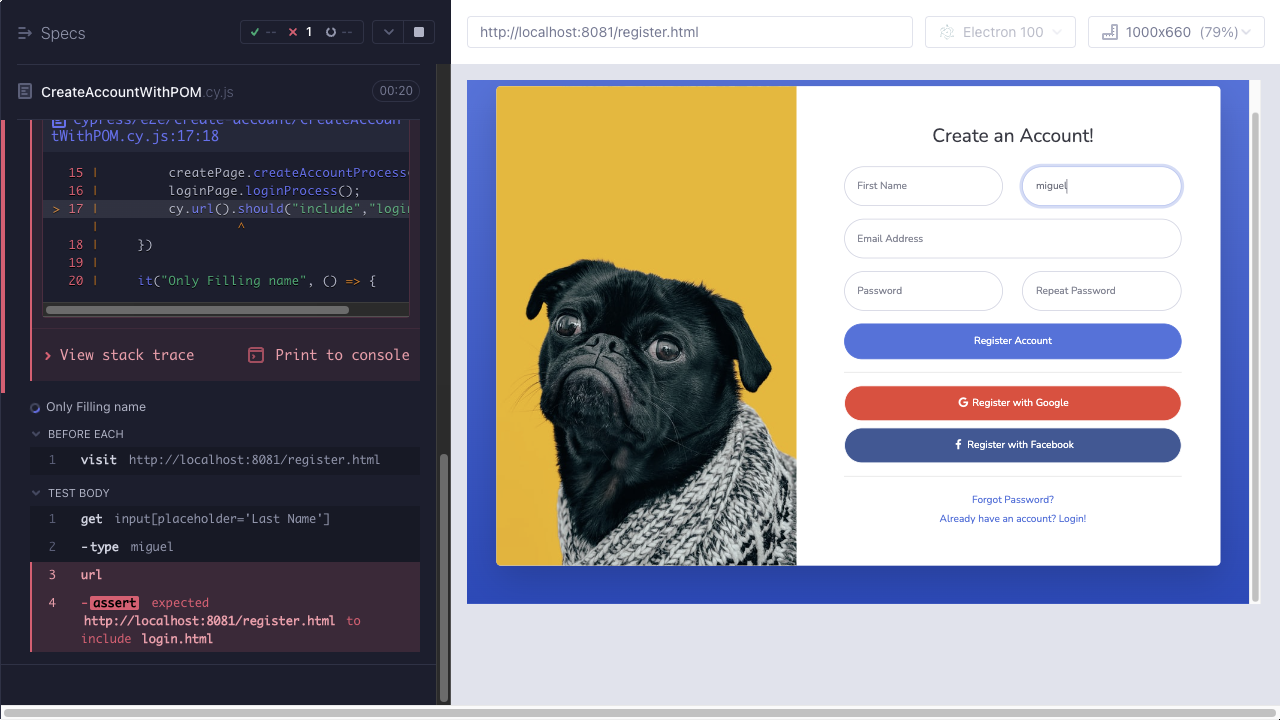 Specs
-- 1 --
CreateAccountWithPOM.cy.js 00:20
cypress/e2e/create-account/createAccoun
tWithPOM.cy.js:17:18
15 | createPage.createAccountProcess
16 | loginPage.loginProcess();
> 17 | cy.url().should("include","logi
| ^
18 | })
19 |
20 | it("Only Filling name", () => {
View stack trace Print to console
Only Filling name
BEFORE EACH
1 visit http://localhost:8081/register.html
TEST BODY
1 get input[placeholder='Last Name']
2 -type miguel
3 url
4 -assert expected
http://localhost:8081/register.html to
include login.html
http://localhost:8081/register.html
Electron 100
1000x660 (79%)
Create an Account!
First Name miguel
Email Address
Password Repeat Password
Register Account
Register with Google
Register with Facebook
Forgot Password?
Already have an account? Login!